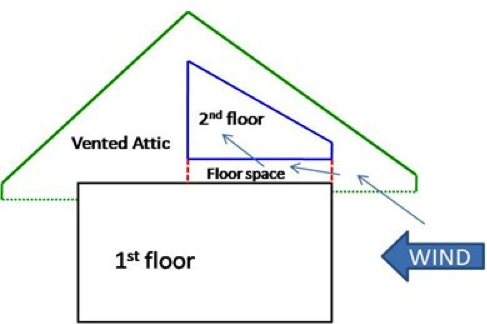 2nd floor
Vented Attic
Floor space
1st floor
WIND